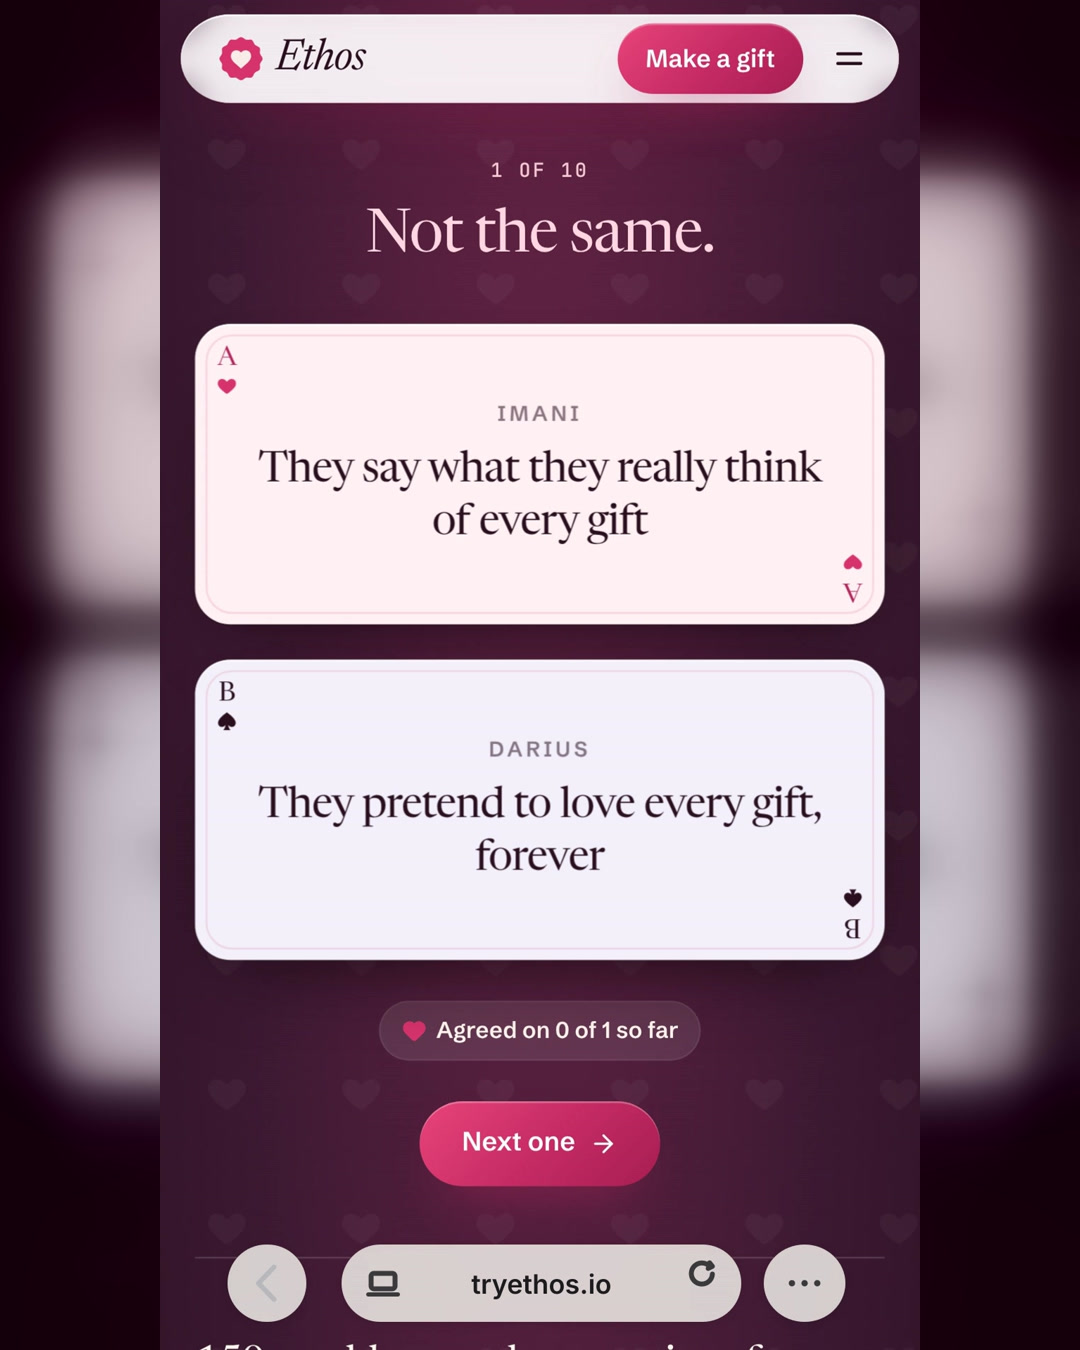 Ethos
Make a gift
1 OF 10
Not the same.
A
IMANI
They say what they really think
of every gift
A
B
DARIUS
They pretend to love every gift,
forever
B
Agreed on 0 of 1 so far
Next one →
tryethos.io